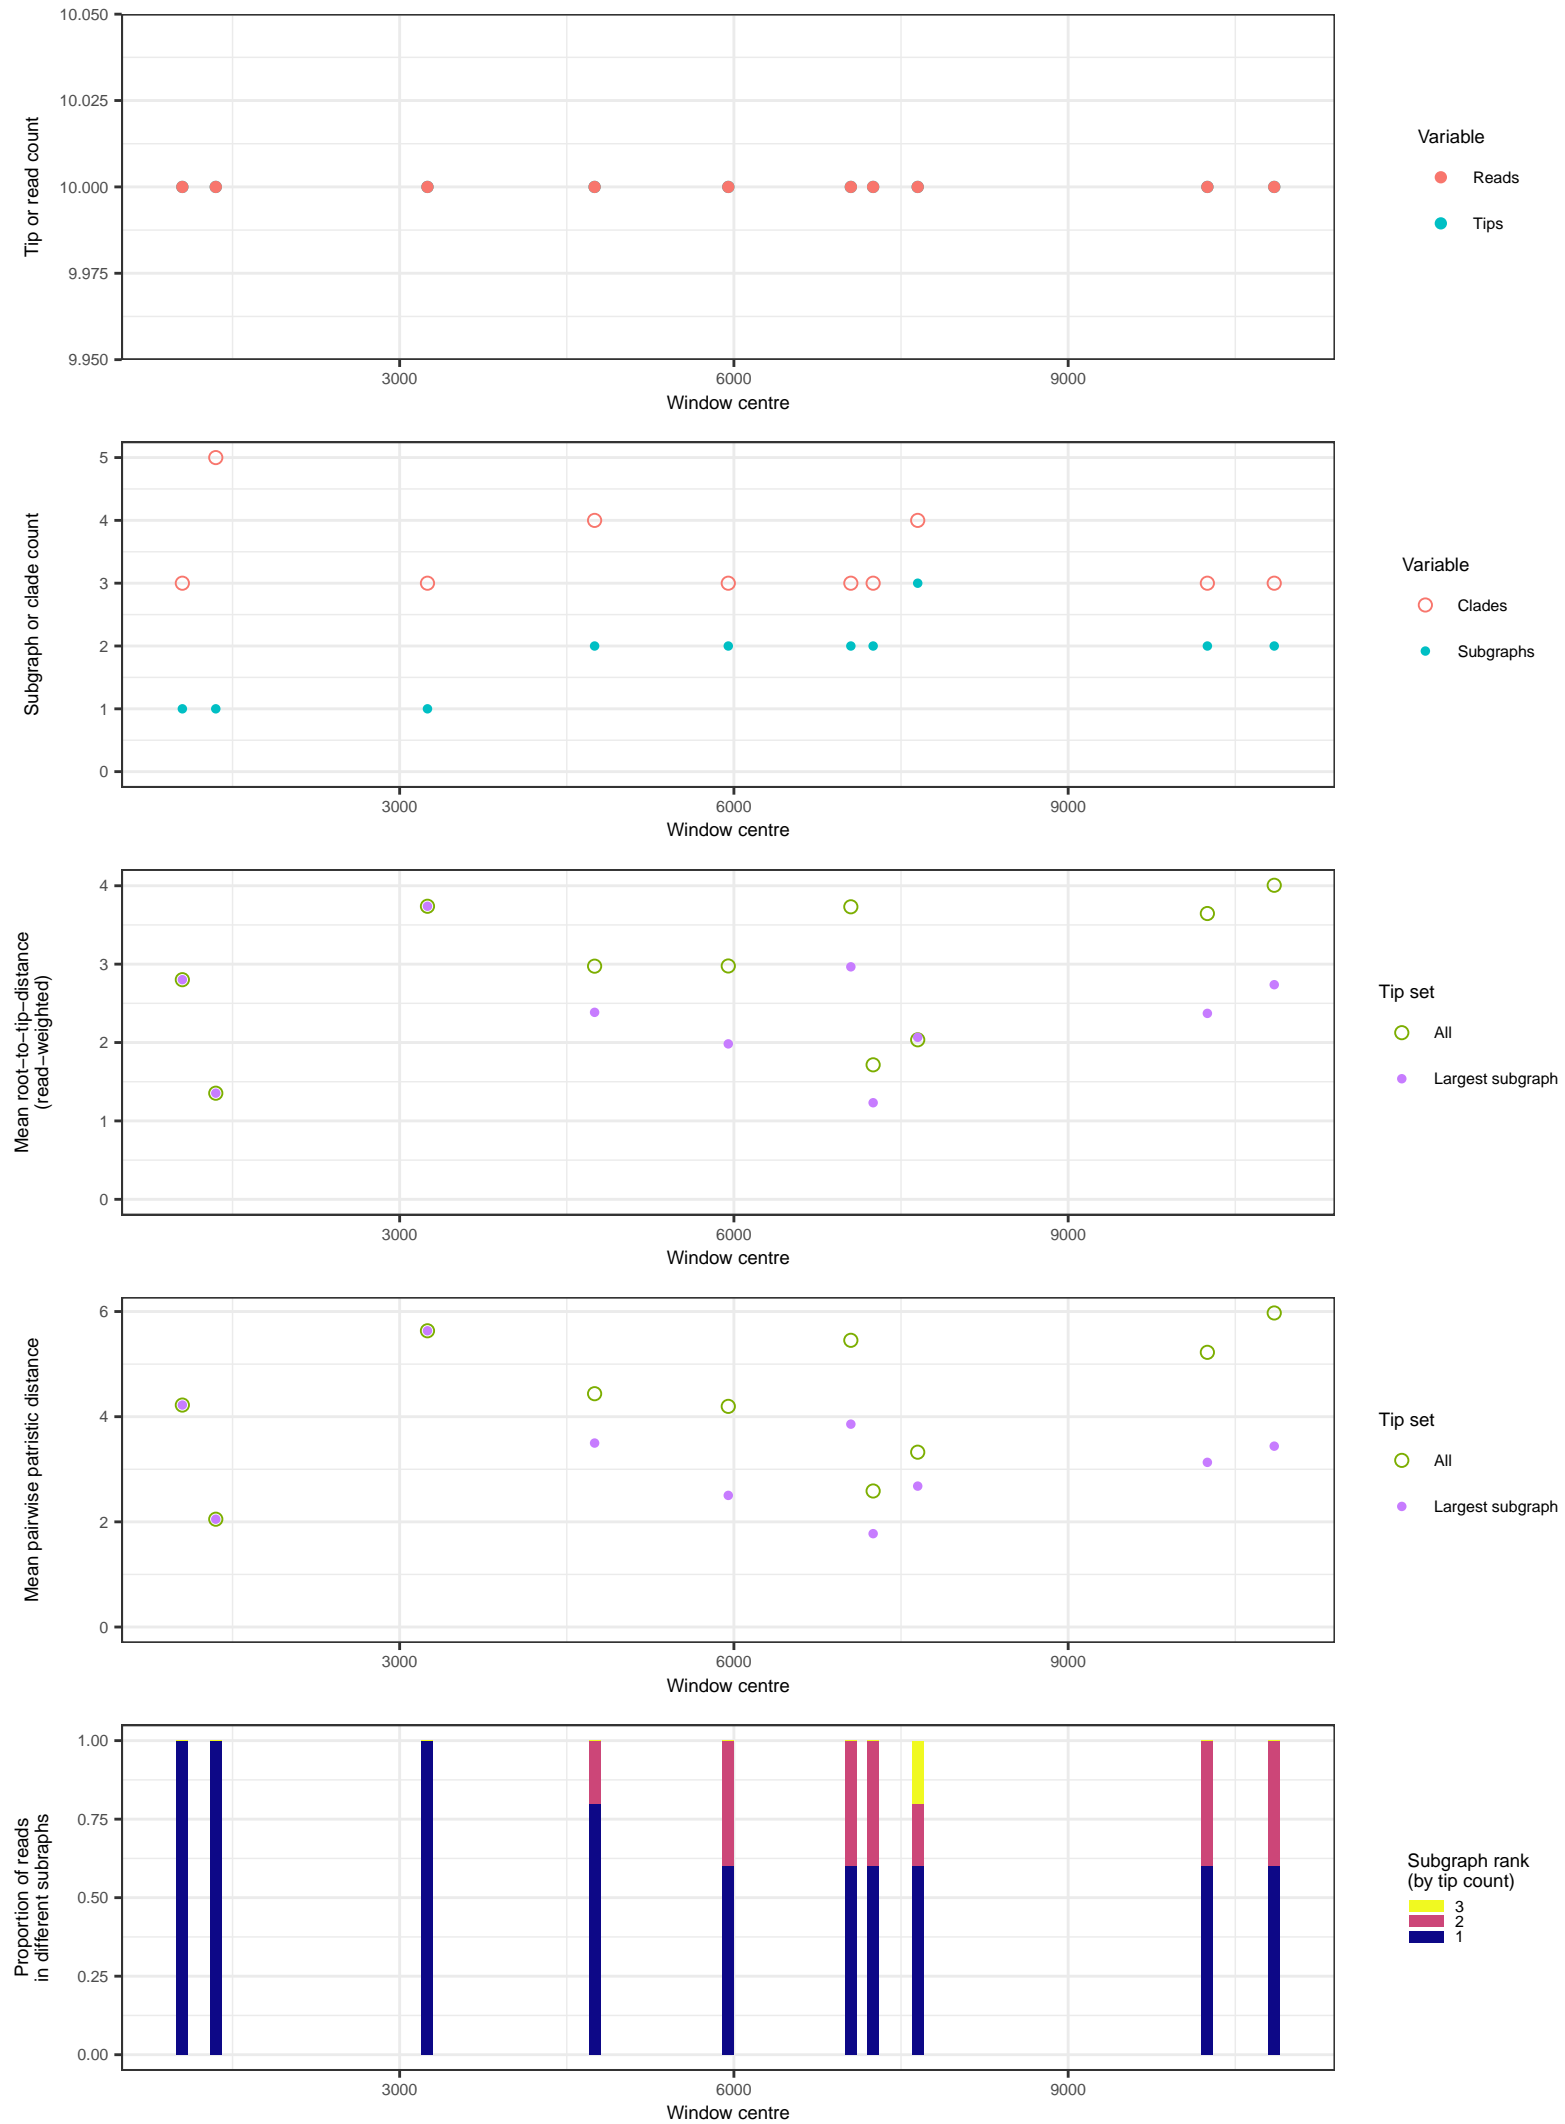 10.050
10.025
10.000
9.975
9.950
Tip or read count
3000
6000
9000
Window centre
Variable
Reads
Tips
5
4
3
2
1
0
Subgraph or clade count
3000
6000
9000
Window centre
Variable
Clades
Subgraphs
4
3
2
1
0
Mean root−to−tip−distance
(read−weighted)
3000
6000
9000
Window centre
Tip set
All
Largest subgraph
6
4
2
0
Mean pairwise patristic distance
3000
6000
9000
Window centre
Tip set
All
Largest subgraph
1.00
0.75
0.50
0.25
0.00
Proportion of reads
in different subraphs
3000
6000
9000
Window centre
Subgraph rank
(by tip count)
3
2
1